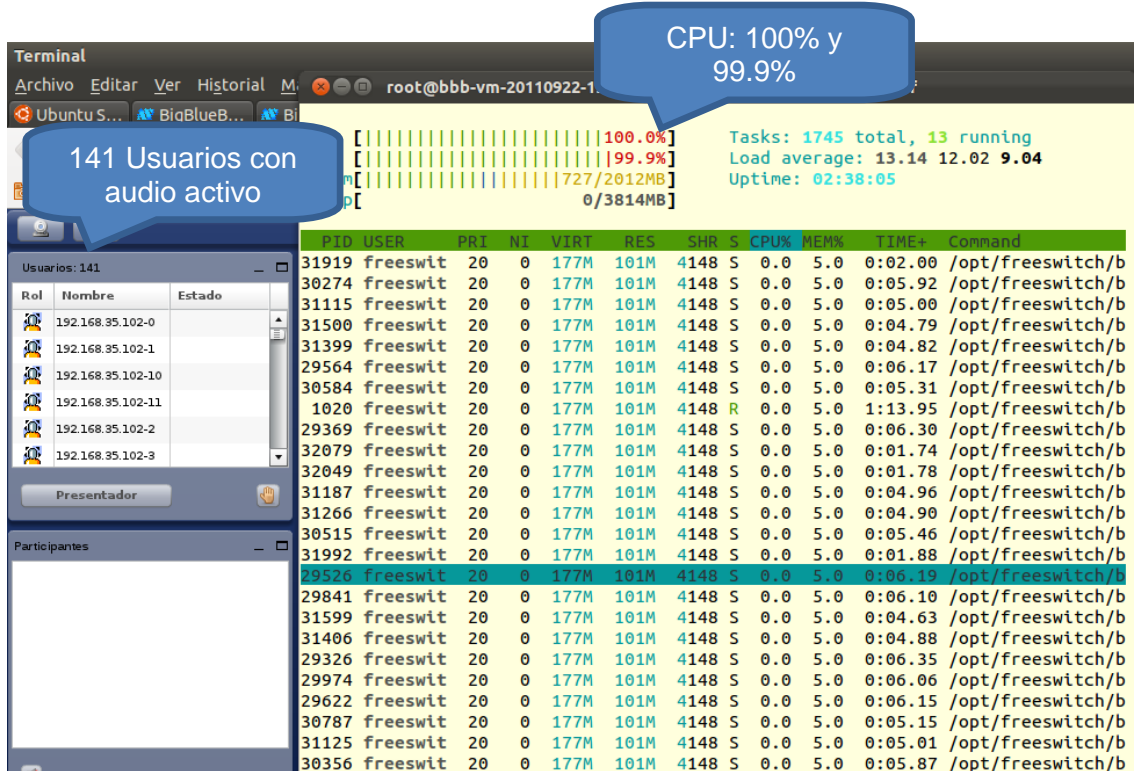 CPU: 100% y
99.9%
Terminal
Archivo Editar Ver Historial M
root@bbb-vm-20110922-1
Ubuntu S... BigBlueB... Bi
141 Usuarios con
audio activo
[||||||||||||||||||||||||100.0%] Tasks: 1745 total, 13 running
[|||||||||||||||||||||||||99.9%] Load average: 13.14 12.02 9.04
m[||||||||||||||||||||727/2012MB] Uptime: 02:38:05
p[ 0/3814MB]
Usuarios: 141
Rol Nombre Estado
192.168.35.102-0
192.168.35.102-1
192.168.35.102-10
192.168.35.102-11
192.168.35.102-2
192.168.35.102-3
Presentador
Participantes
PID USER PRI NI VIRT RES SHR S CPU% MEM% TIME+ Command
31919 freeswit 20 0 177M 101M 4148 S 0.0 5.0 0:02.00 /opt/freeswitch/b
30274 freeswit 20 0 177M 101M 4148 S 0.0 5.0 0:05.92 /opt/freeswitch/b
31115 freeswit 20 0 177M 101M 4148 S 0.0 5.0 0:05.00 /opt/freeswitch/b
31500 freeswit 20 0 177M 101M 4148 S 0.0 5.0 0:04.79 /opt/freeswitch/b
31399 freeswit 20 0 177M 101M 4148 S 0.0 5.0 0:04.82 /opt/freeswitch/b
29564 freeswit 20 0 177M 101M 4148 S 0.0 5.0 0:06.17 /opt/freeswitch/b
30584 freeswit 20 0 177M 101M 4148 S 0.0 5.0 0:05.31 /opt/freeswitch/b
1020 freeswit 20 0 177M 101M 4148 R 0.0 5.0 1:13.95 /opt/freeswitch/b
29369 freeswit 20 0 177M 101M 4148 S 0.0 5.0 0:06.30 /opt/freeswitch/b
32079 freeswit 20 0 177M 101M 4148 S 0.0 5.0 0:01.74 /opt/freeswitch/b
32049 freeswit 20 0 177M 101M 4148 S 0.0 5.0 0:01.78 /opt/freeswitch/b
31187 freeswit 20 0 177M 101M 4148 S 0.0 5.0 0:04.96 /opt/freeswitch/b
31266 freeswit 20 0 177M 101M 4148 S 0.0 5.0 0:04.90 /opt/freeswitch/b
30515 freeswit 20 0 177M 101M 4148 S 0.0 5.0 0:05.46 /opt/freeswitch/b
31992 freeswit 20 0 177M 101M 4148 S 0.0 5.0 0:01.88 /opt/freeswitch/b
29526 freeswit 20 0 177M 101M 4148 S 0.0 5.0 0:06.19 /opt/freeswitch/b
29841 freeswit 20 0 177M 101M 4148 S 0.0 5.0 0:06.10 /opt/freeswitch/b
31599 freeswit 20 0 177M 101M 4148 S 0.0 5.0 0:04.63 /opt/freeswitch/b
31406 freeswit 20 0 177M 101M 4148 S 0.0 5.0 0:04.88 /opt/freeswitch/b
29326 freeswit 20 0 177M 101M 4148 S 0.0 5.0 0:06.35 /opt/freeswitch/b
29974 freeswit 20 0 177M 101M 4148 S 0.0 5.0 0:06.06 /opt/freeswitch/b
29622 freeswit 20 0 177M 101M 4148 S 0.0 5.0 0:06.15 /opt/freeswitch/b
30787 freeswit 20 0 177M 101M 4148 S 0.0 5.0 0:05.15 /opt/freeswitch/b
31125 freeswit 20 0 177M 101M 4148 S 0.0 5.0 0:05.01 /opt/freeswitch/b
30356 freeswit 20 0 177M 101M 4148 S 0.0 5.0 0:05.87 /opt/freeswitch/b